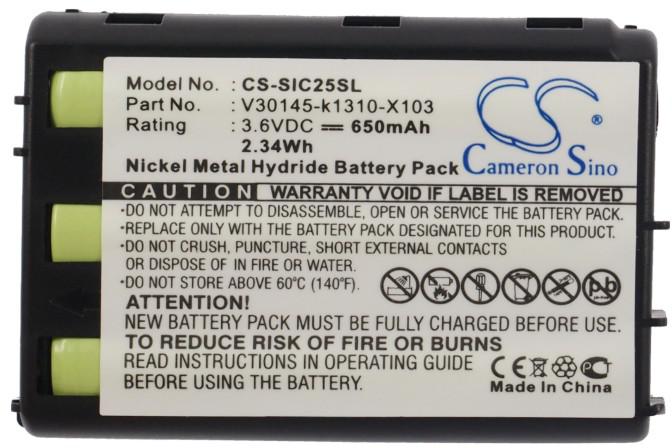 Model No. : CS-SIC25SL
Part No. : V30145-k1310-X103
Rating : 3.6VDC ⎓ 650mAh
2.34Wh
Nickel Metal Hydride Battery Pack
CS®
Cameron Sino
CAUTION WARRANTY VOID IF LABEL IS REMOVED
•DO NOT ATTEMPT TO DISASSEMBLE, OPEN OR SERVICE THE BATTERY PACK.
•REPLACE ONLY WITH THE BATTERY PACK DESIGNATED FOR THIS PRODUCT.
•DO NOT CRUSH, PUNCTURE, SHORT EXTERNAL CONTACTS
OR DISPOSE OF IN FIRE OR WATER.
•DO NOT STORE ABOVE 60℃ (140℉).
Pb
ATTENTION!
NEW BATTERY PACK MUST BE FULLY CHARGED BEFORE USING
TO REDUCE RISK OF FIRE OR BURNS
READ INSTRUCTIONS IN OPERATING GUIDE
BEFORE USING BATTERY PACK
CE
Made In China